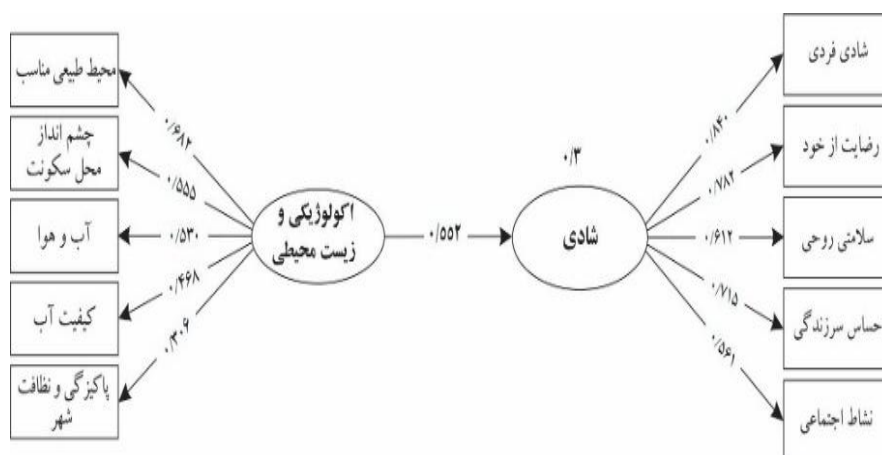 شادی فردی
رضایت از خود
سلامتی روحی
حساس سرزندگی
نشاط اجتماعی
۰/۸۴۰
۰/۷۸۲
۰/۶۱۲
۰/۷۱۵
۰/۵۶۱
۰/۳
شادی
۰/۵۵۲
اکولوژیکی و
زیست محیطی
۰/۶۸۲
۰/۵۵۵
۰/۵۳۰
۰/۴۶۸
۰/۳۰۶
محیط طبیعی مناسب
چشم انداز
محل سکونت
آب و هوا
کیفیت آب
پاکیزگی و نظافت
شهر